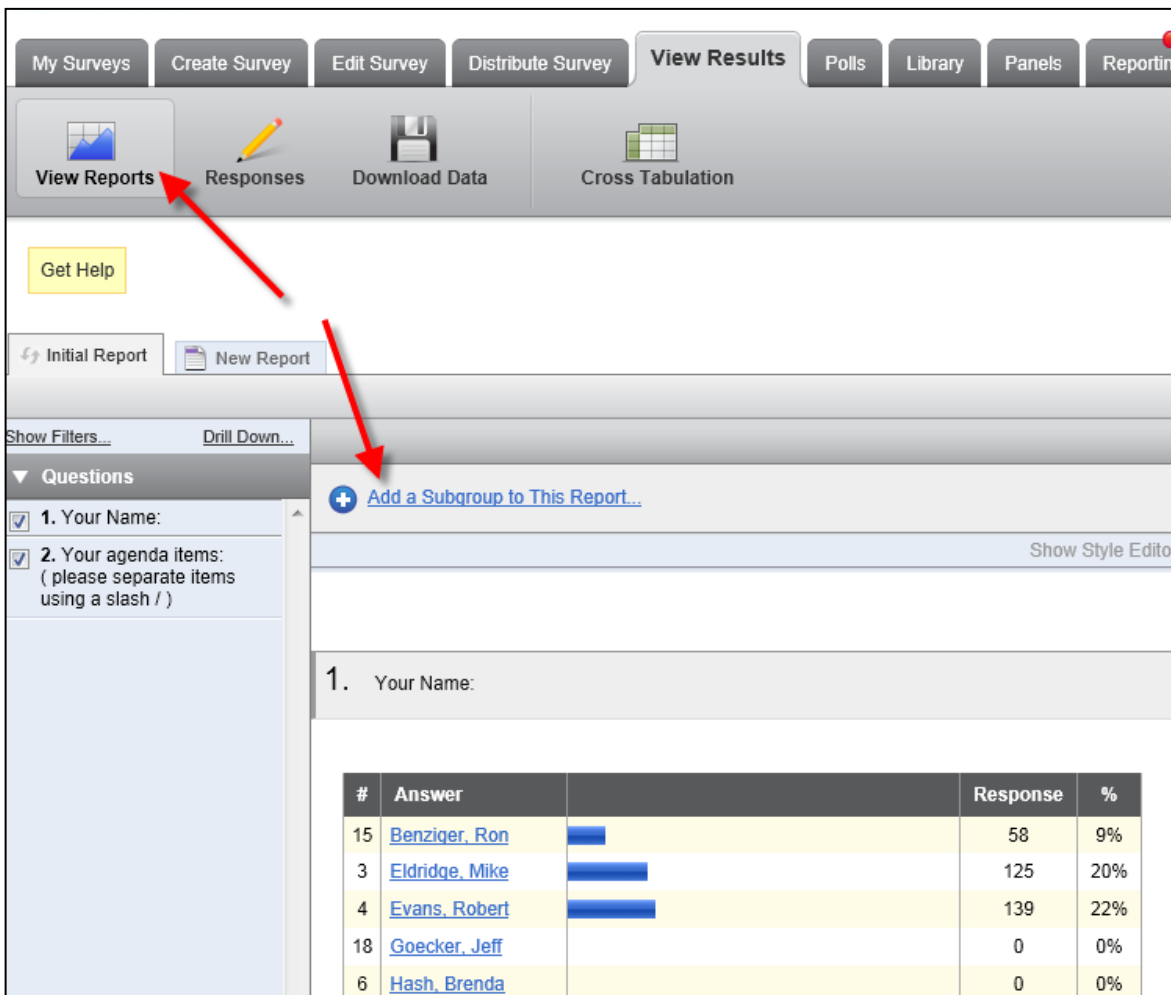 My Surveys Create Survey Edit Survey Distribute Survey View Results Polls Library Panels Reportin
View Reports Responses Download Data Cross Tabulation
Get Help
Initial Report New Report
Show Filters... Drill Down...
Questions
1. Your Name:
2. Your agenda items:
( please separate items
using a slash / )
Add a Subgroup to This Report...
Show Style Edito
1. Your Name:
# Answer Response %
15 Benziger, Ron 58 9%
3 Eldridge, Mike 125 20%
4 Evans, Robert 139 22%
18 Goecker, Jeff 0 0%
6 Hash, Brenda 0 0%